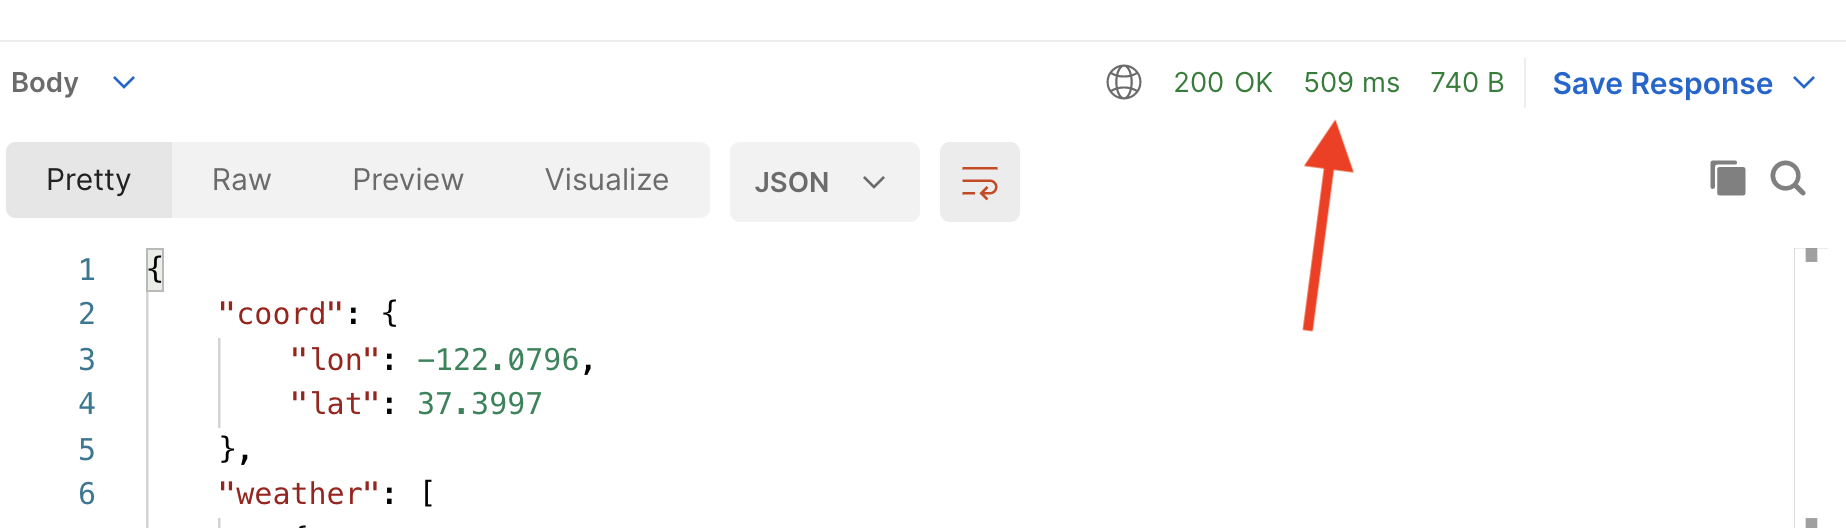 Body 200 OK 509 ms 740 B Save Response
Pretty Raw Preview Visualize JSON
1 {
2 "coord": {
3 "lon": -122.0796,
4 "lat": 37.3997
5 },
6 "weather": [
{